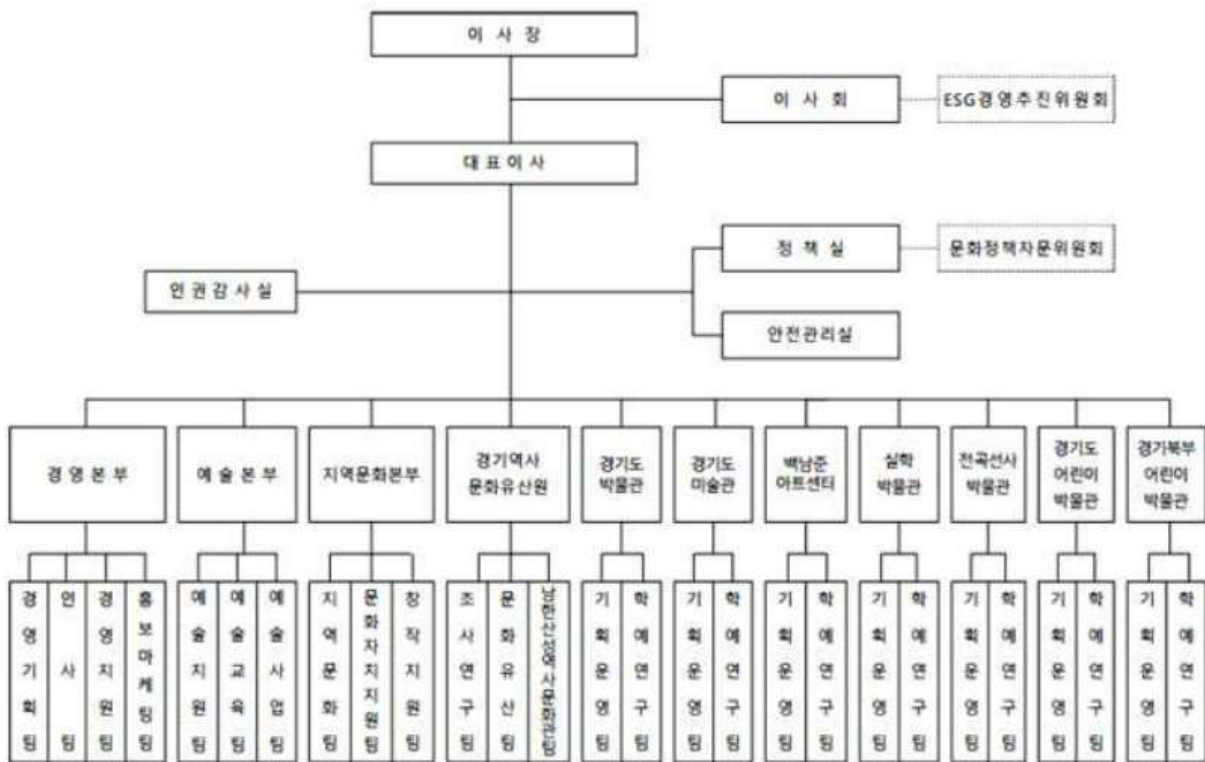 이사장
이사회
ESG경영추진위원회
대표이사
정책실
문화정책자문위원회
인권감사실
안전관리실
경영본부
예술본부
지역문화본부
경기역사
문화유산원
경기도
박물관
경기도
미술관
백남준
아트센터
실학
박물관
전곡선사
박물관
경기도
어린이
박물관
경기북부
어린이
박물관
경영기획팀
인사팀
경영지원팀
홍보마케팅팀
예술지원팀
예술교육팀
예술사업팀
지역문화팀
문화자치지원팀
창작지원팀
조사연구팀
문화유산팀
기획운영팀
학예연구팀
기획운영팀
학예연구팀
기획운영팀
학예연구팀
기획운영팀
학예연구팀
기획운영팀
학예연구팀
기획운영팀
학예연구팀
기획운영팀
학예연구팀